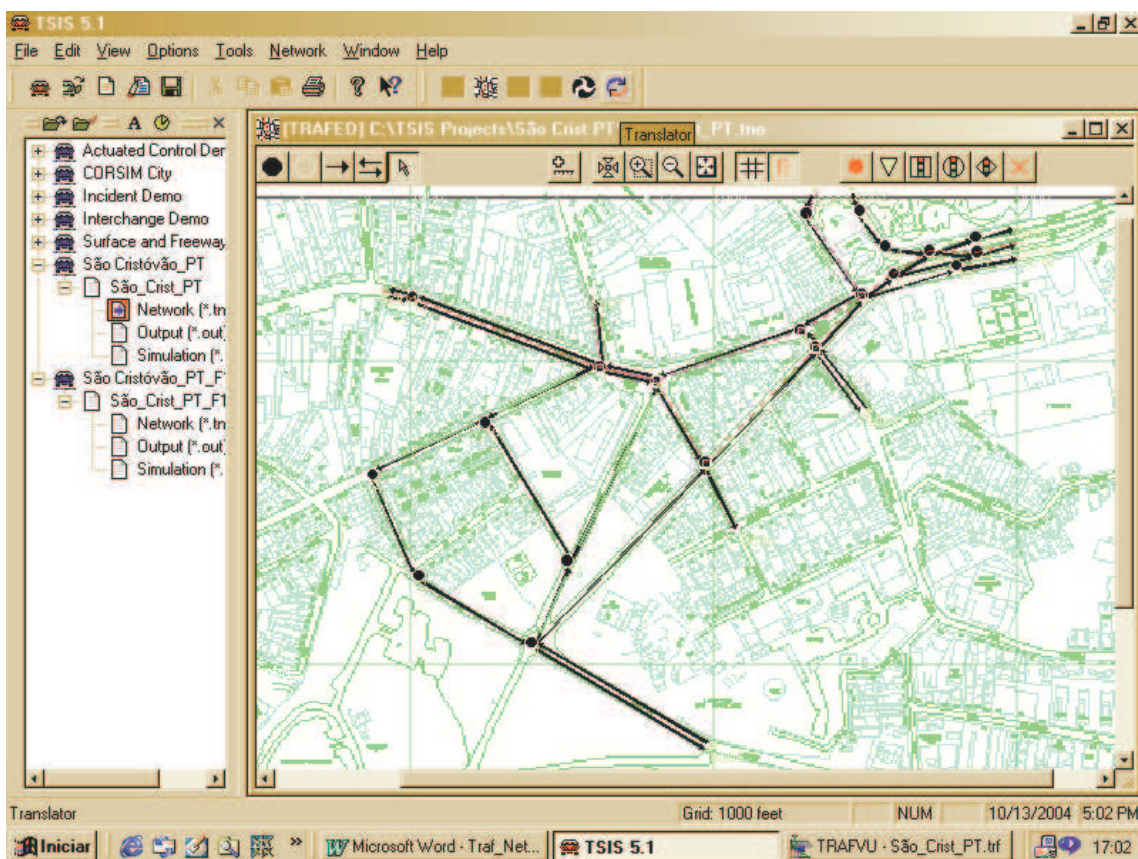 TSIS 5.1
File Edit View Options Tools Network Window Help
[TRAFED] C:\TSIS Projects\São Crist PT
Translator
_PT.tno
Actuated Control Der
CORSIM City
Incident Demo
Interchange Demo
Surface and Freeway
São Cristóvão_PT
São_Crist_PT
Network (*.tn
Output (*.out
Simulation (*.
São Cristóvão_PT_F
São_Crist_PT_F1
Network (*.tn
Output (*.out
Simulation (*.
Translator
Grid: 1000 feet
NUM
10/13/2004 5:02 PM
Iniciar
»
Microsoft Word - Traf_Net...
TSIS 5.1
TRAFVU - São_Crist_PT.trf
17:02